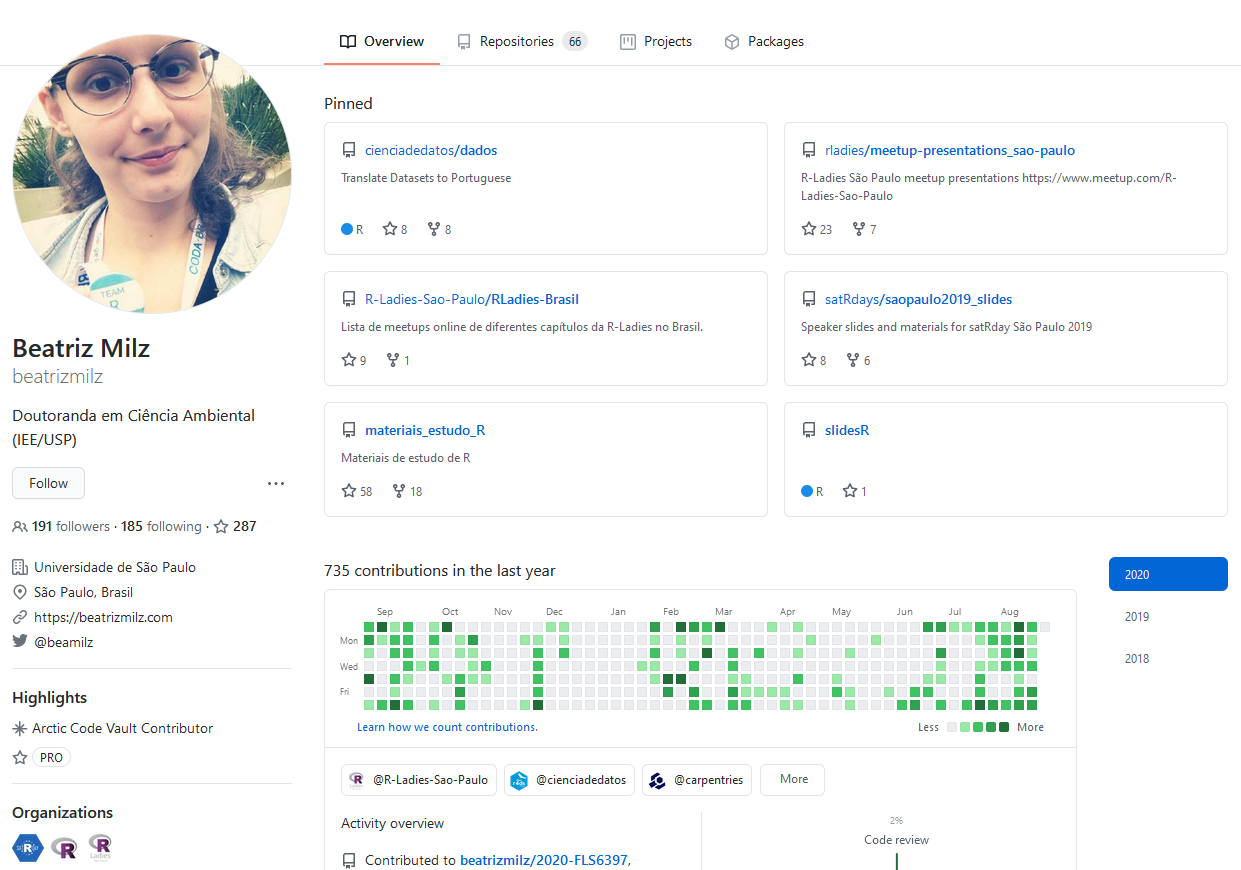 Overview
Repositories 66
Projects
Packages
CODA-BR
TEAM
R
Beatriz Milz
beatrizmilz
Doutoranda em Ciência Ambiental
(IEE/USP)
Follow
191 followers · 185 following · 287
Universidade de São Paulo
São Paulo, Brasil
https://beatrizmilz.com
@beamilz
Highlights
Arctic Code Vault Contributor
PRO
Organizations
Pinned
cienciadedatos/dados
Translate Datasets to Portuguese
R 8 8
rladies/meetup-presentations_sao-paulo
R-Ladies São Paulo meetup presentations https://www.meetup.com/R-
Ladies-Sao-Paulo
23 7
R-Ladies-Sao-Paulo/RLadies-Brasil
Lista de meetups online de diferentes capítulos da R-Ladies no Brasil.
9 1
satRdays/saopaulo2019_slides
Speaker slides and materials for satRday São Paulo 2019
8 6
materiais_estudo_R
Materiais de estudo de R
58 18
slidesR
R 1
735 contributions in the last year
Sep Oct Nov Dec Jan Feb Mar Apr May Jun Jul Aug
Mon
Wed
Fri
Learn how we count contributions.
Less More
2020
2019
2018
@R-Ladies-Sao-Paulo
@cienciadedatos
@carpentries
More
Activity overview
Contributed to beatrizmilz/2020-FLS6397,
2%
Code review